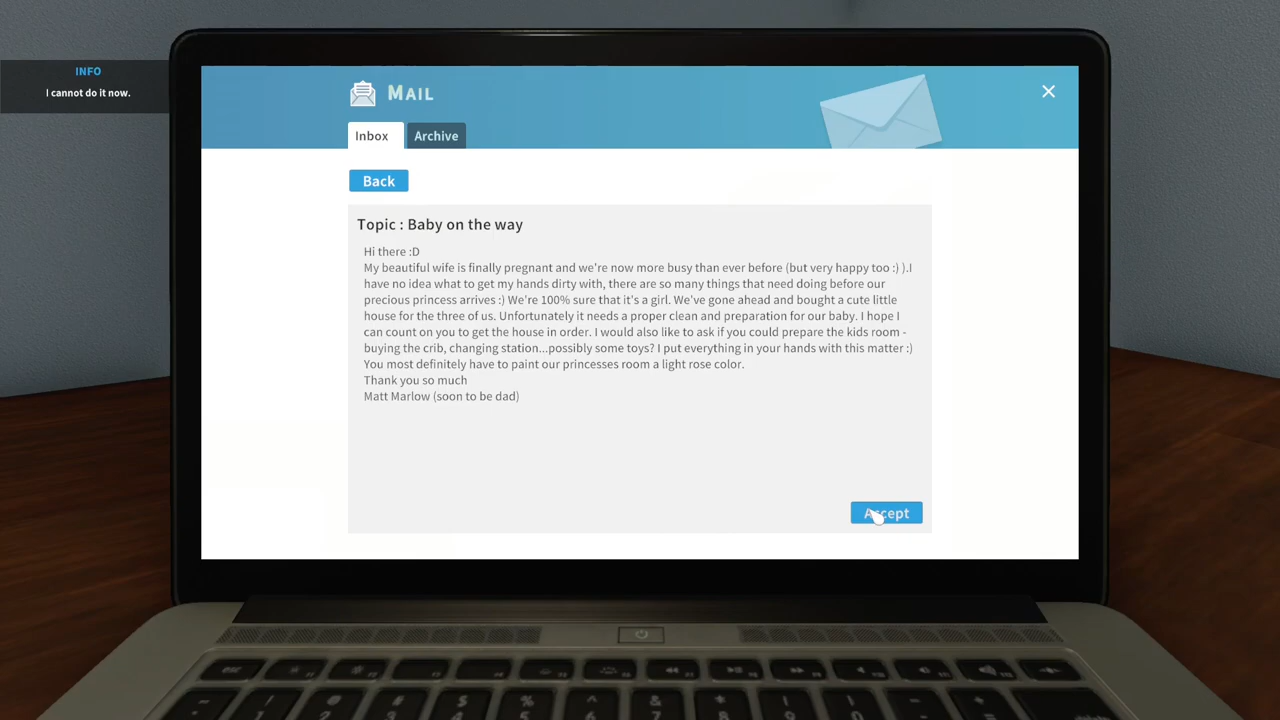 INFO
I cannot do it now.
MAIL
Inbox
Archive
Back
Topic : Baby on the way
Hi there :D
My beautiful wife is finally pregnant and we're now more busy than ever before (but very happy too :) ).I
have no idea what to get my hands dirty with, there are so many things that need doing before our
precious princess arrives :) We're 100% sure that it's a girl. We've gone ahead and bought a cute little
house for the three of us. Unfortunately it needs a proper clean and preparation for our baby. I hope I
can count on you to get the house in order. I would also like to ask if you could prepare the kids room -
buying the crib, changing station...possibly some toys? I put everything in your hands with this matter :)
You most definitely have to paint our princesses room a light rose color.
Thank you so much
Matt Marlow (soon to be dad)
Accept
esc